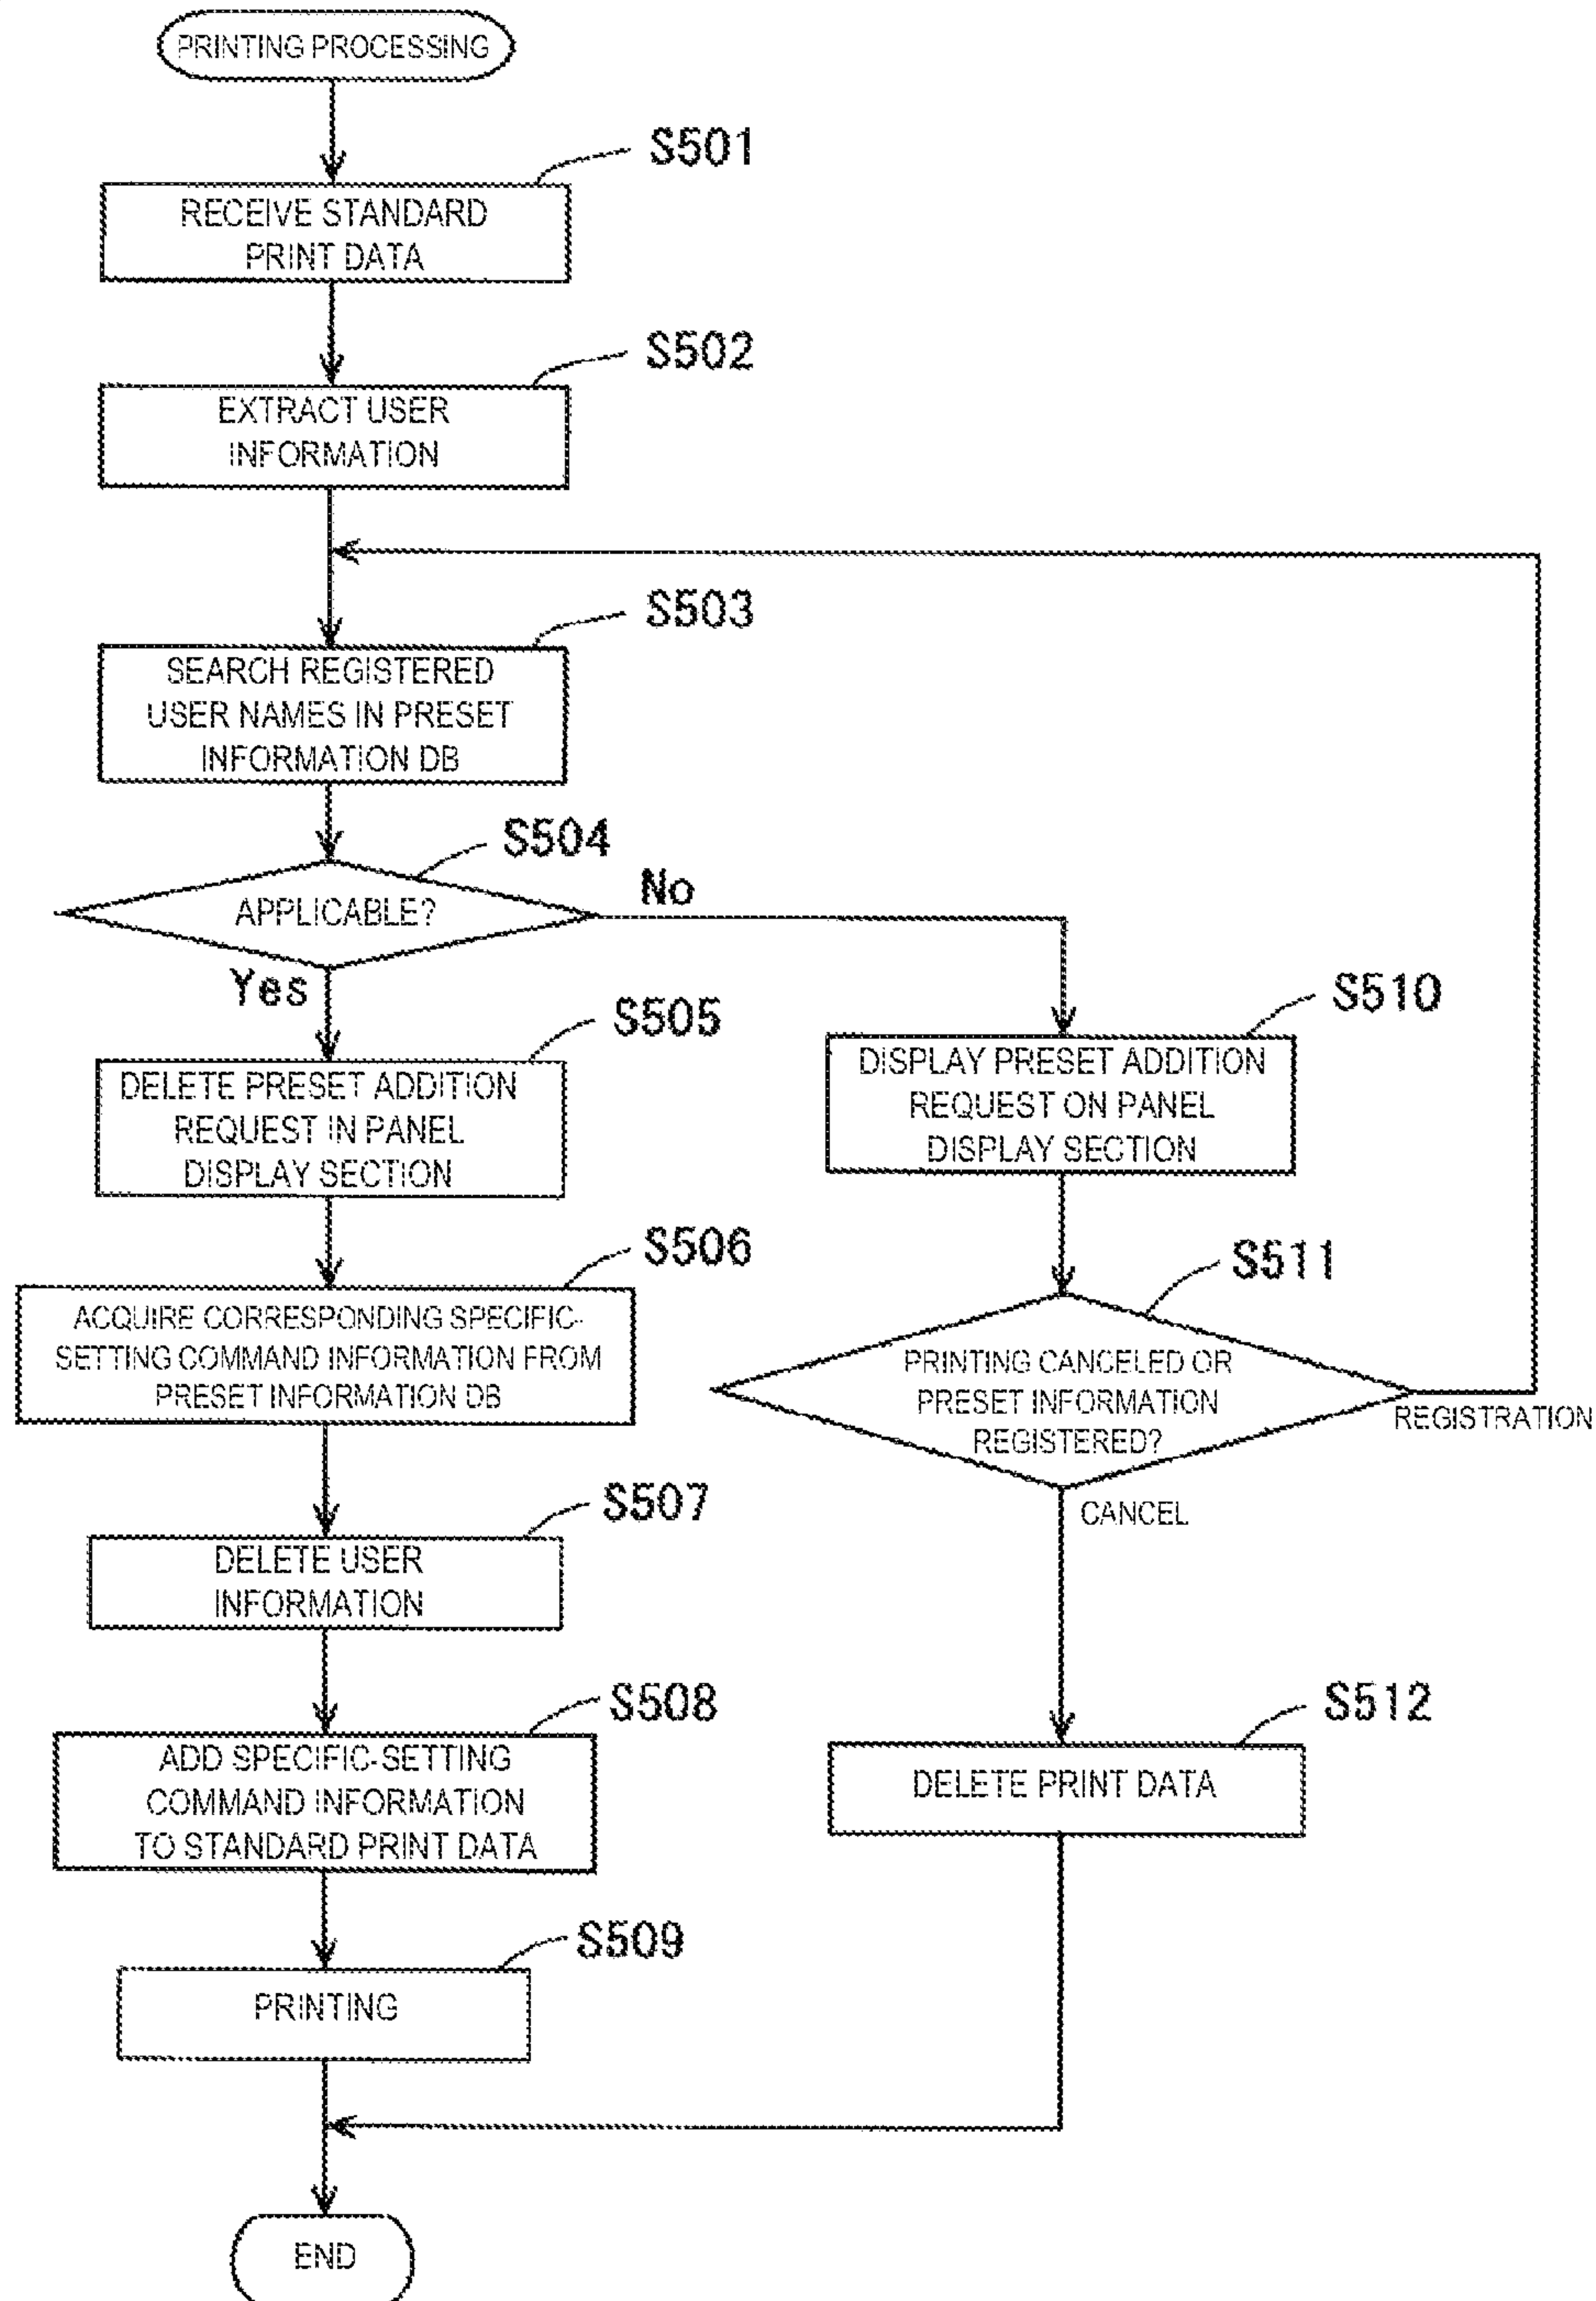 PRINTING PROCESSING
S501
RECEIVE STANDARD
PRINT DATA
S502
EXTRACT USER
INFORMATION
S503
SEARCH REGISTERED
USER NAMES IN PRESET
INFORMATION DB
S504
APPLICABLE?
No
Yes
S505
DELETE PRESET ADDITION
REQUEST IN PANEL
DISPLAY SECTION
S506
ACQUIRE CORRESPONDING SPECIFIC-
SETTING COMMAND INFORMATION FROM
PRESET INFORMATION DB
S507
DELETE USER
INFORMATION
S508
ADD SPECIFIC-SETTING
COMMAND INFORMATION
TO STANDARD PRINT DATA
S509
PRINTING
S510
DISPLAY PRESET ADDITION
REQUEST ON PANEL
DISPLAY SECTION
S511
PRINTING CANCELED OR
PRESET INFORMATION
REGISTERED?
REGISTRATION
CANCEL
S512
DELETE PRINT DATA
END